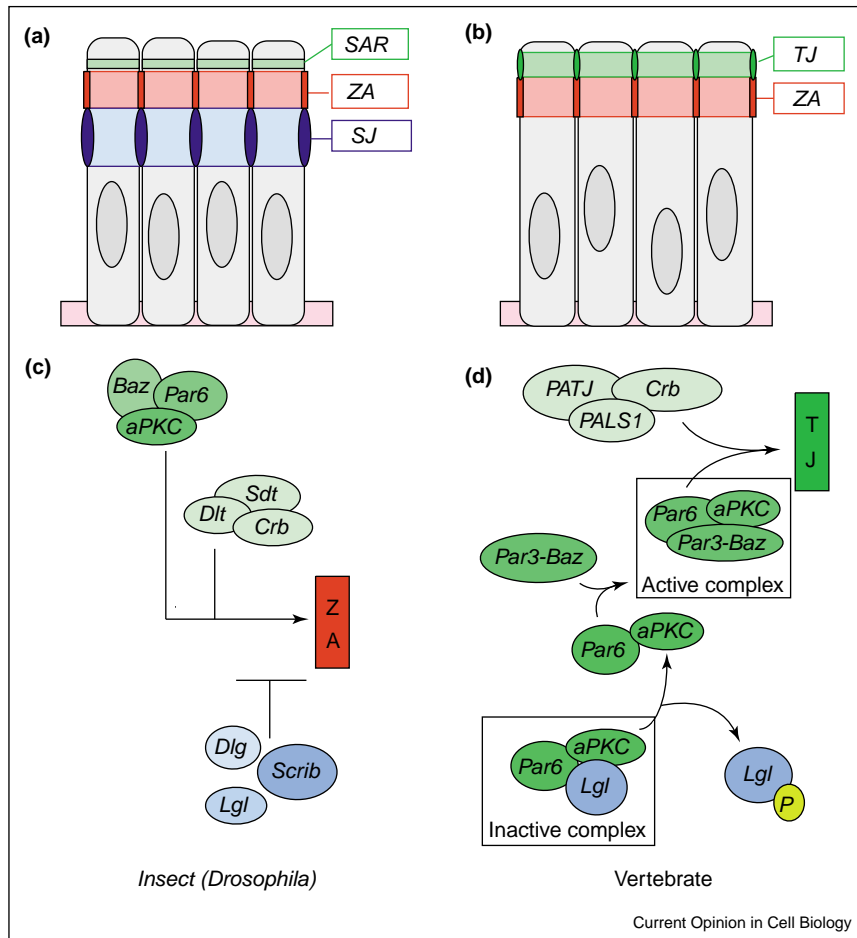 (a)
SAR
ZA
SJ
(b)
TJ
ZA
(c)
Baz
Par6
aPKC
Sdt
Dlt
Crb
Z
A
Dlg
Scrib
Lgl
Insect (Drosophila)
(d)
PATJ
Crb
PALS1
T
J
Par6
aPKC
Par3-Baz
Active complex
Par3-Baz
aPKC
Par6
aPKC
Par6
Lgl
Inactive complex
Lgl
P
Vertebrate
Current Opinion in Cell Biology